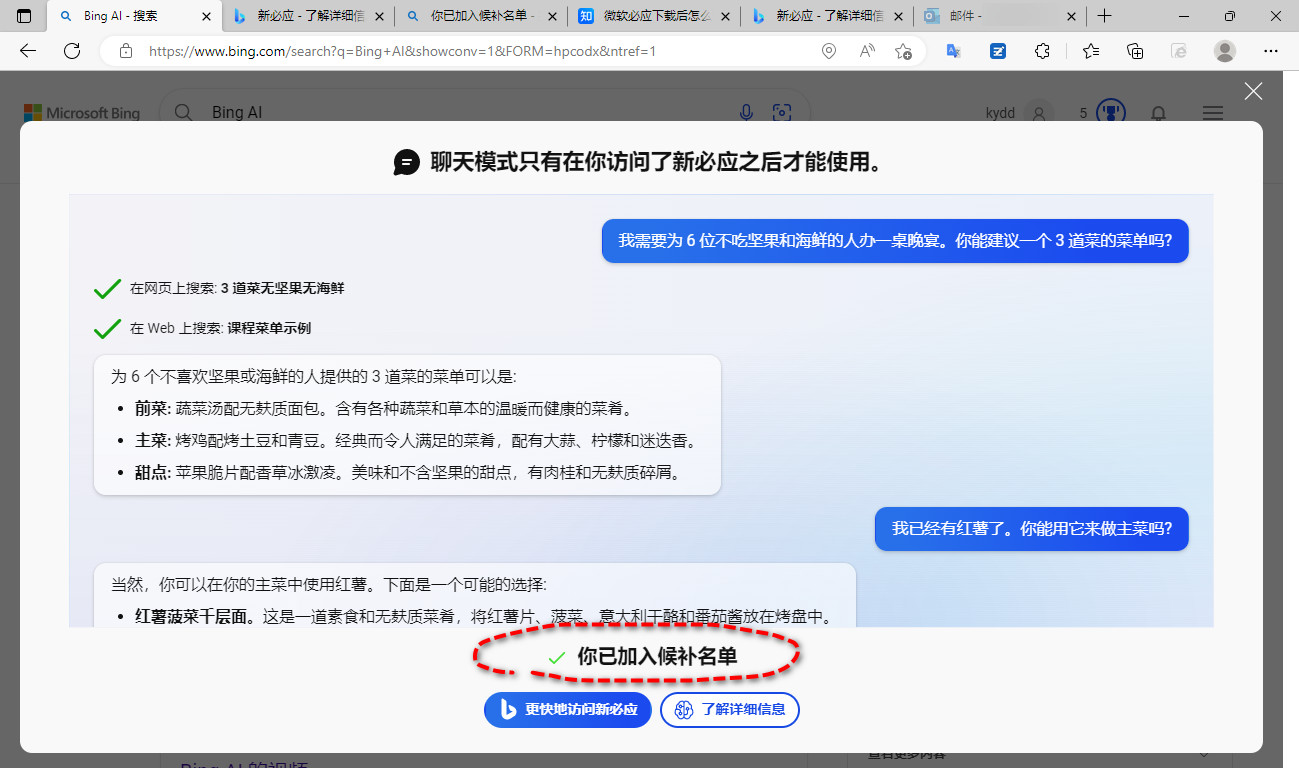 Bing AI - 搜索
新必应 - 了解详细信
你已加入候补名单 -
微软必应下载后怎么
新必应 - 了解详细信
邮件 -
https://www.bing.com/search?q=Bing+AI&showconv=1&FORM=hpcodx&ntref=1
Microsoft Bing
Bing AI
kydd
5
聊天模式只有在你访问了新必应之后才能使用。
我需要为 6 位不吃坚果和海鲜的人办一桌晚宴。你能建议一个 3 道菜的菜单吗?
在网页上搜索: 3 道菜无坚果无海鲜
在 Web 上搜索: 课程菜单示例
为 6 个不喜欢坚果或海鲜的人提供的 3 道菜的菜单可以是:
• 前菜: 蔬菜汤配无麸质面包。含有各种蔬菜和草本的温暖而健康的菜肴。
• 主菜: 烤鸡配烤土豆和青豆。经典而令人满足的菜肴，配有大蒜、柠檬和迷迭香。
• 甜点: 苹果脆片配香草冰激凌。美味和不含坚果的甜点，有肉桂和无麸质碎屑。
我已经有红薯了。你能用它来做主菜吗?
当然，你可以在你的主菜中使用红薯。下面是一个可能的选择:
• 红薯菠菜千层面。这是一道素食和无麸质菜肴，将红薯片、菠菜、意大利干酪和番茄酱放在烤盘中。
你已加入候补名单
更快地访问新必应
了解详细信息
Bing AI 的视频
查看更多内容